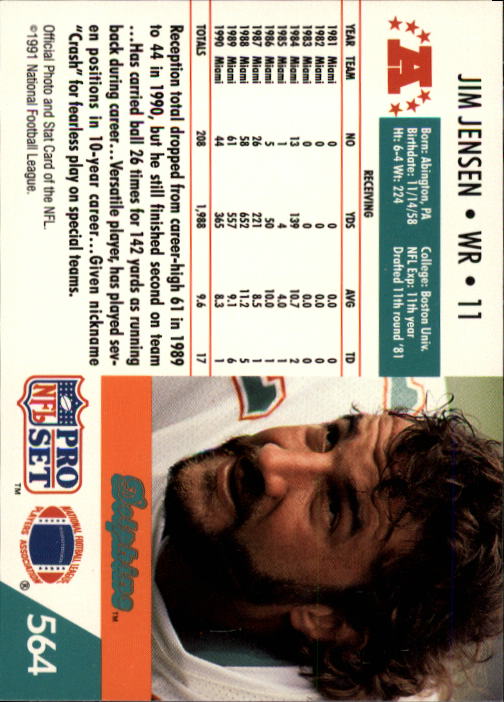 JIM JENSEN • WR • 11
A
Born: Abington, PA
Birthdate: 11/14/58
Ht: 6-4 Wt: 224
College: Boston Univ.
NFL Exp: 11th year
Drafted 11th round '81
RECEIVING
YEAR TEAM NO YDS AVG TD
1981 Miami 0 0 0.0 0
1982 Miami 0 0 0.0 0
1983 Miami 0 0 0.0 0
1984 Miami 13 139 10.7 2
1985 Miami 1 4 4.0 1
1986 Miami 5 50 10.0 1
1987 Miami 26 221 8.5 1
1988 Miami 58 652 11.2 5
1989 Miami 61 557 9.1 6
1990 Miami 44 365 8.3 1
TOTALS 208 1,988 9.6 17
Reception total dropped from career-high 61 in 1989
to 44 in 1990, but he still finished second on team
...Has carried ball 26 times for 142 yards as running
back during career...Versatile player, has played sev-
en positions in 10-year career...Given nickname
"Crash" for fearless play on special teams.
Official Photo and Stat Card of the NFL.
©1991 National Football League.
Dolphins™
PRO
NFL
SET™
NATIONAL FOOTBALL LEAGUE
PLAYERS ASSOCIATION®
564